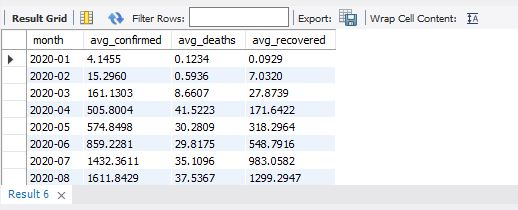 Result Grid Filter Rows: Export: Wrap Cell Content:
month avg_confirmed avg_deaths avg_recovered
2020-01 4.1455 0.1234 0.0929
2020-02 15.2960 0.5936 7.0320
2020-03 161.1303 8.6607 27.8739
2020-04 505.8004 41.5223 171.6422
2020-05 574.8498 30.2809 318.2964
2020-06 859.2281 29.8175 548.7916
2020-07 1432.3611 35.1096 983.0582
2020-08 1611.8429 37.5367 1299.2947
Result 6